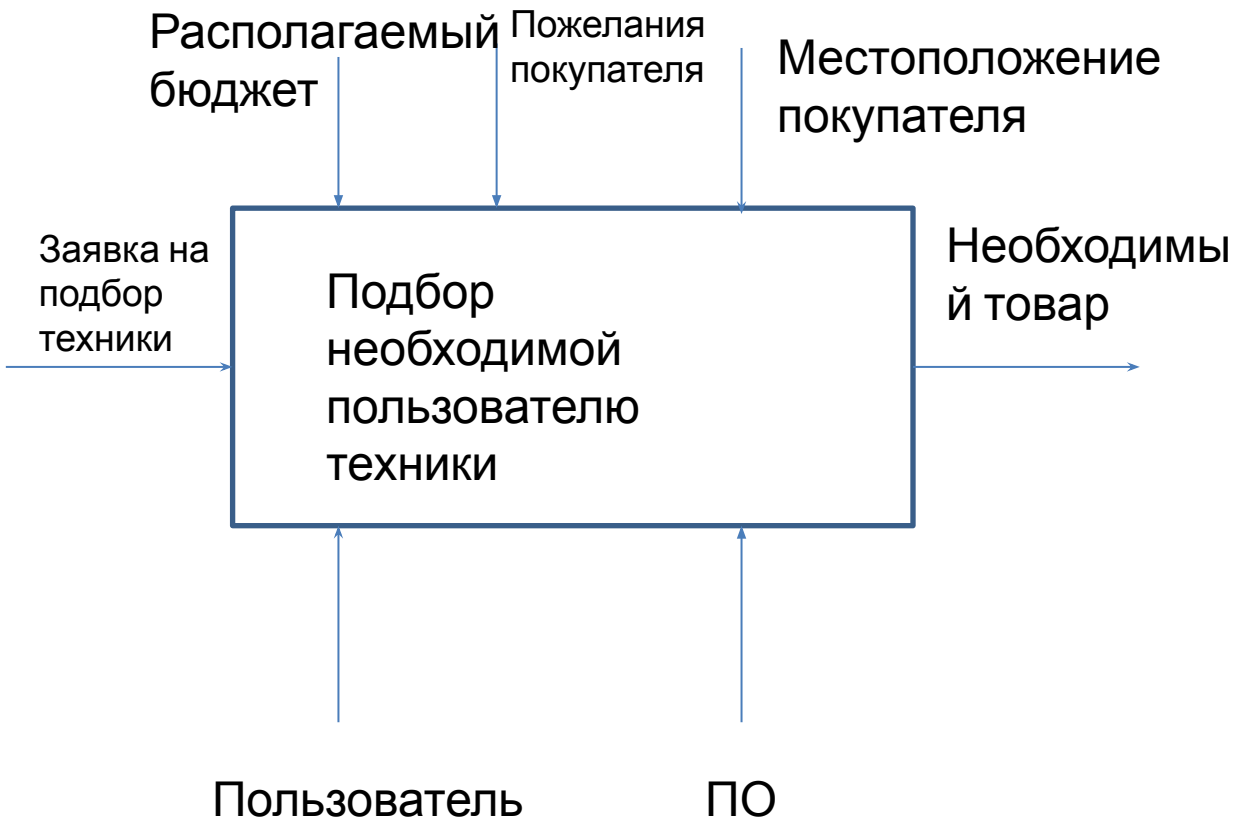 Располагаемый
бюджет
Пожелания
покупателя
Местоположение
покупателя
Заявка на
подбор
техники
Подбор
необходимой
пользователю
техники
Необходимы
й товар
Пользователь
ПО